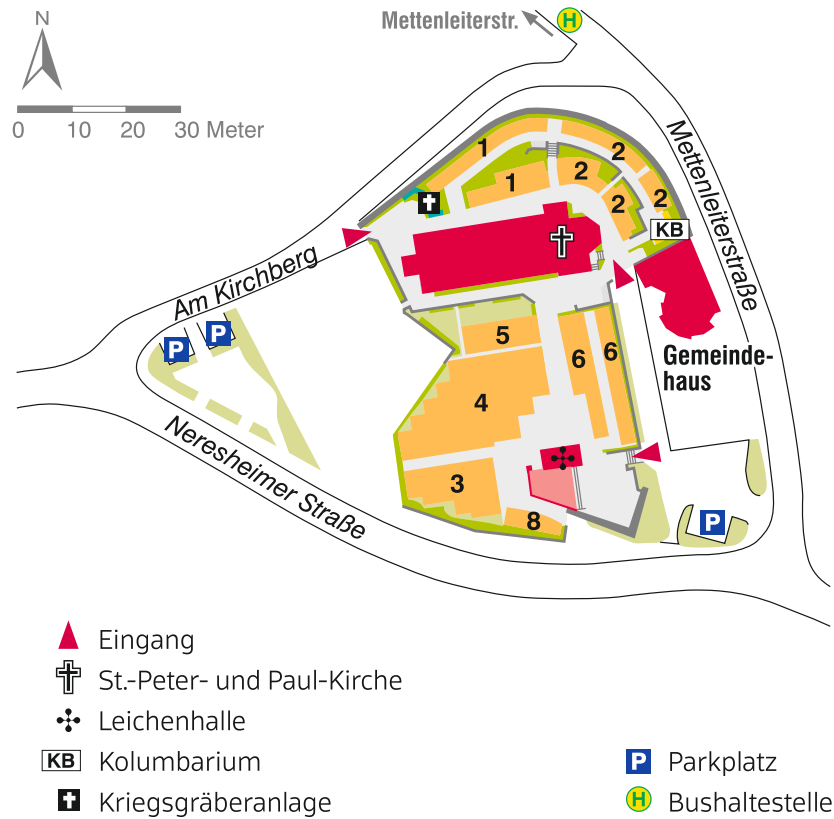 Mettenleiterstr.
H
N
0 10 20 30 Meter
Mettenleiterstraße
1
2
1
2
2
2
KB
Am Kirchberg
P
P
5
6
6
Gemeinde-
haus
4
Neresheimer Straße
3
8
P
Eingang
St.-Peter- und Paul-Kirche
Leichenhalle
KB Kolumbarium
P Parkplatz
Kriegsgräberanlage
H Bushaltestelle